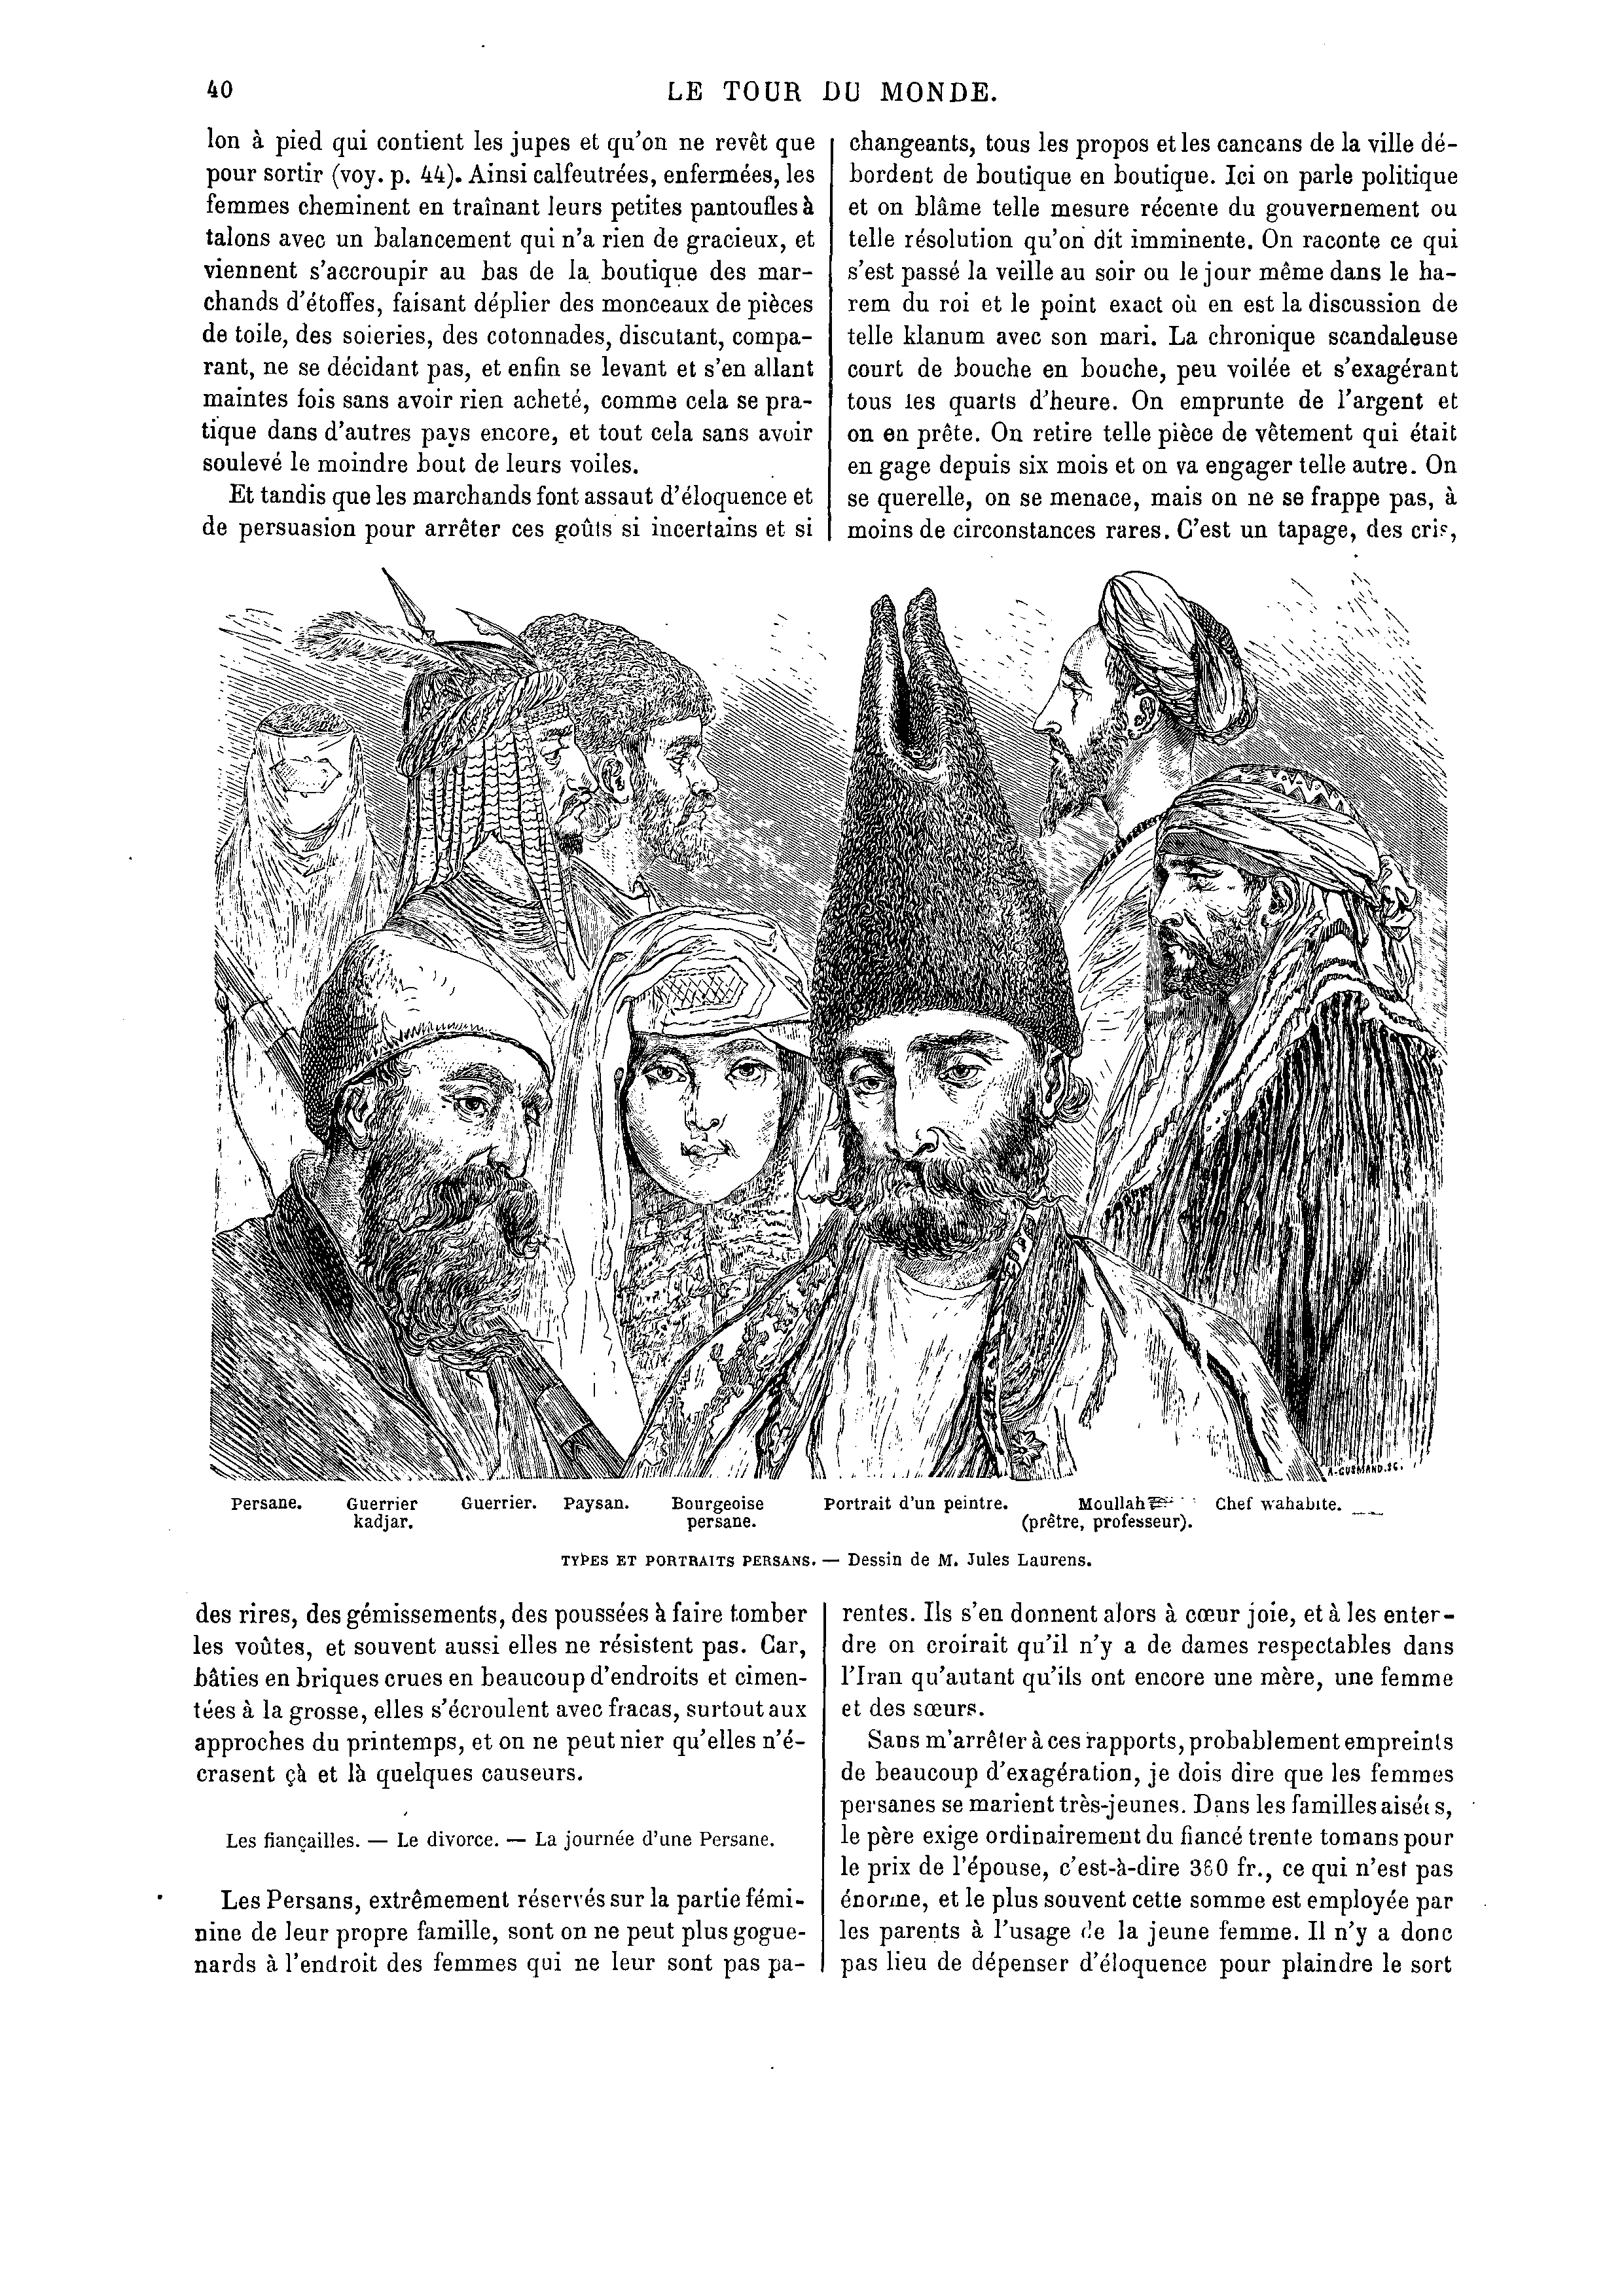 40
LE TOUR DU MONDE.
lon à pied qui contient les jupes et qu'on ne revêt que
pour sortir (voy. p. 44). Ainsi calfeutrées, enfermées, les
femmes cheminent en traînant leurs petites pantoufles à
talons avec un balancement qui n'a rien de gracieux, et
viennent s'accroupir au bas de la boutique des mar-
chands d'étoffes, faisant déplier des monceaux de pièces
de toile, des soieries, des cotonnades, discutant, compa-
rant, ne se décidant pas, et enfin se levant et s'en allant
maintes fois sans avoir rien acheté, comme cela se pra-
tique dans d'autres pays encore, et tout cela sans avoir
soulevé le moindre bout de leurs voiles.
Et tandis que les marchands font assaut d'éloquence et
de persuasion pour arrêter ces goûts si incertains et si
changeants, tous les propos et les cancans de la ville dé-
bordent de boutique en boutique. Ici on parle politique
et on blâme telle mesure récente du gouvernement ou
telle résolution qu'on dit imminente. On raconte ce qui
s'est passé la veille au soir ou le jour même dans le ha-
rem du roi et le point exact où en est la discussion de
telle klanum avec son mari. La chronique scandaleuse
court de bouche en bouche, peu voilée et s'exagérant
tous les quarts d'heure. On emprunte de l'argent et
on en prête. On retire telle pièce de vêtement qui était
en gage depuis six mois et on va engager telle autre. On
se querelle, on se menace, mais on ne se frappe pas, à
moins de circonstances rares. C'est un tapage, des cris,
A. GUSMAND. SC.
Persane. Guerrier kadjar. Guerrier. Paysan. Bourgeoise persane. Portrait d'un peintre. Moullah (prêtre, professeur). Chef wahabite.
TYPES ET PORTRAITS PERSANS. — Dessin de M. Jules Laurens.
des rires, des gémissements, des poussées à faire tomber
les voûtes, et souvent aussi elles ne résistent pas. Car,
bâties en briques crues en beaucoup d'endroits et cimen-
tées à la grosse, elles s'écroulent avec fracas, surtout aux
approches du printemps, et on ne peut nier qu'elles n'é-
crasent çà et là quelques causeurs.
Les fiançailles. — Le divorce. — La journée d'une Persane.
Les Persans, extrêmement réservés sur la partie fémi-
nine de leur propre famille, sont on ne peut plus gogue-
nards à l'endroit des femmes qui ne leur sont pas pa-
rentes. Ils s'en donnent alors à cœur joie, et à les enter-
dre on croirait qu'il n'y a de dames respectables dans
l'Iran qu'autant qu'ils ont encore une mère, une femme
et des sœurs.
Sans m'arrêter à ces rapports, probablement empreints
de beaucoup d'exagération, je dois dire que les femmes
persanes se marient très-jeunes. Dans les familles aisées,
le père exige ordinairement du fiancé trente tomans pour
le prix de l'épouse, c'est-à-dire 360 fr., ce qui n'est pas
énorme, et le plus souvent cette somme est employée par
les parents à l'usage de la jeune femme. Il n'y a donc
pas lieu de dépenser d'éloquence pour plaindre le sort